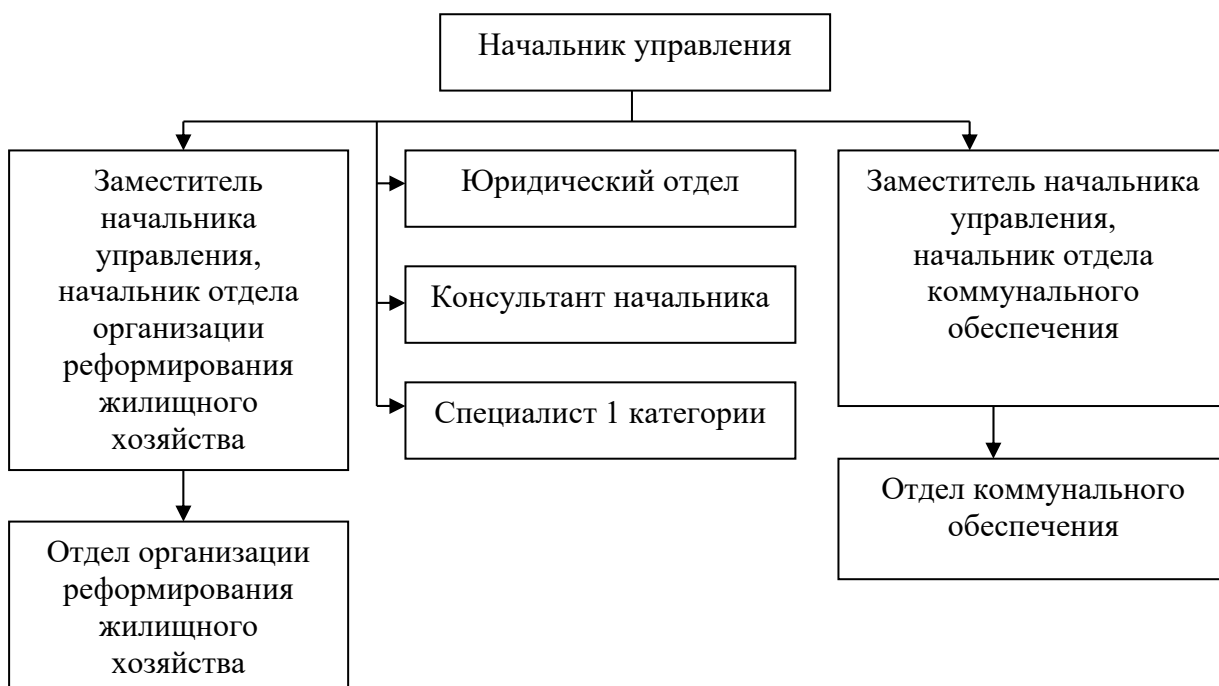 Начальник управления
Заместитель
начальника
управления,
начальник отдела
организации
реформирования
жилищного
хозяйства
Юридический отдел
Консультант начальника
Специалист 1 категории
Заместитель начальника
управления,
начальник отдела
коммунального
обеспечения
Отдел организации
реформирования
жилищного
хозяйства
Отдел коммунального
обеспечения